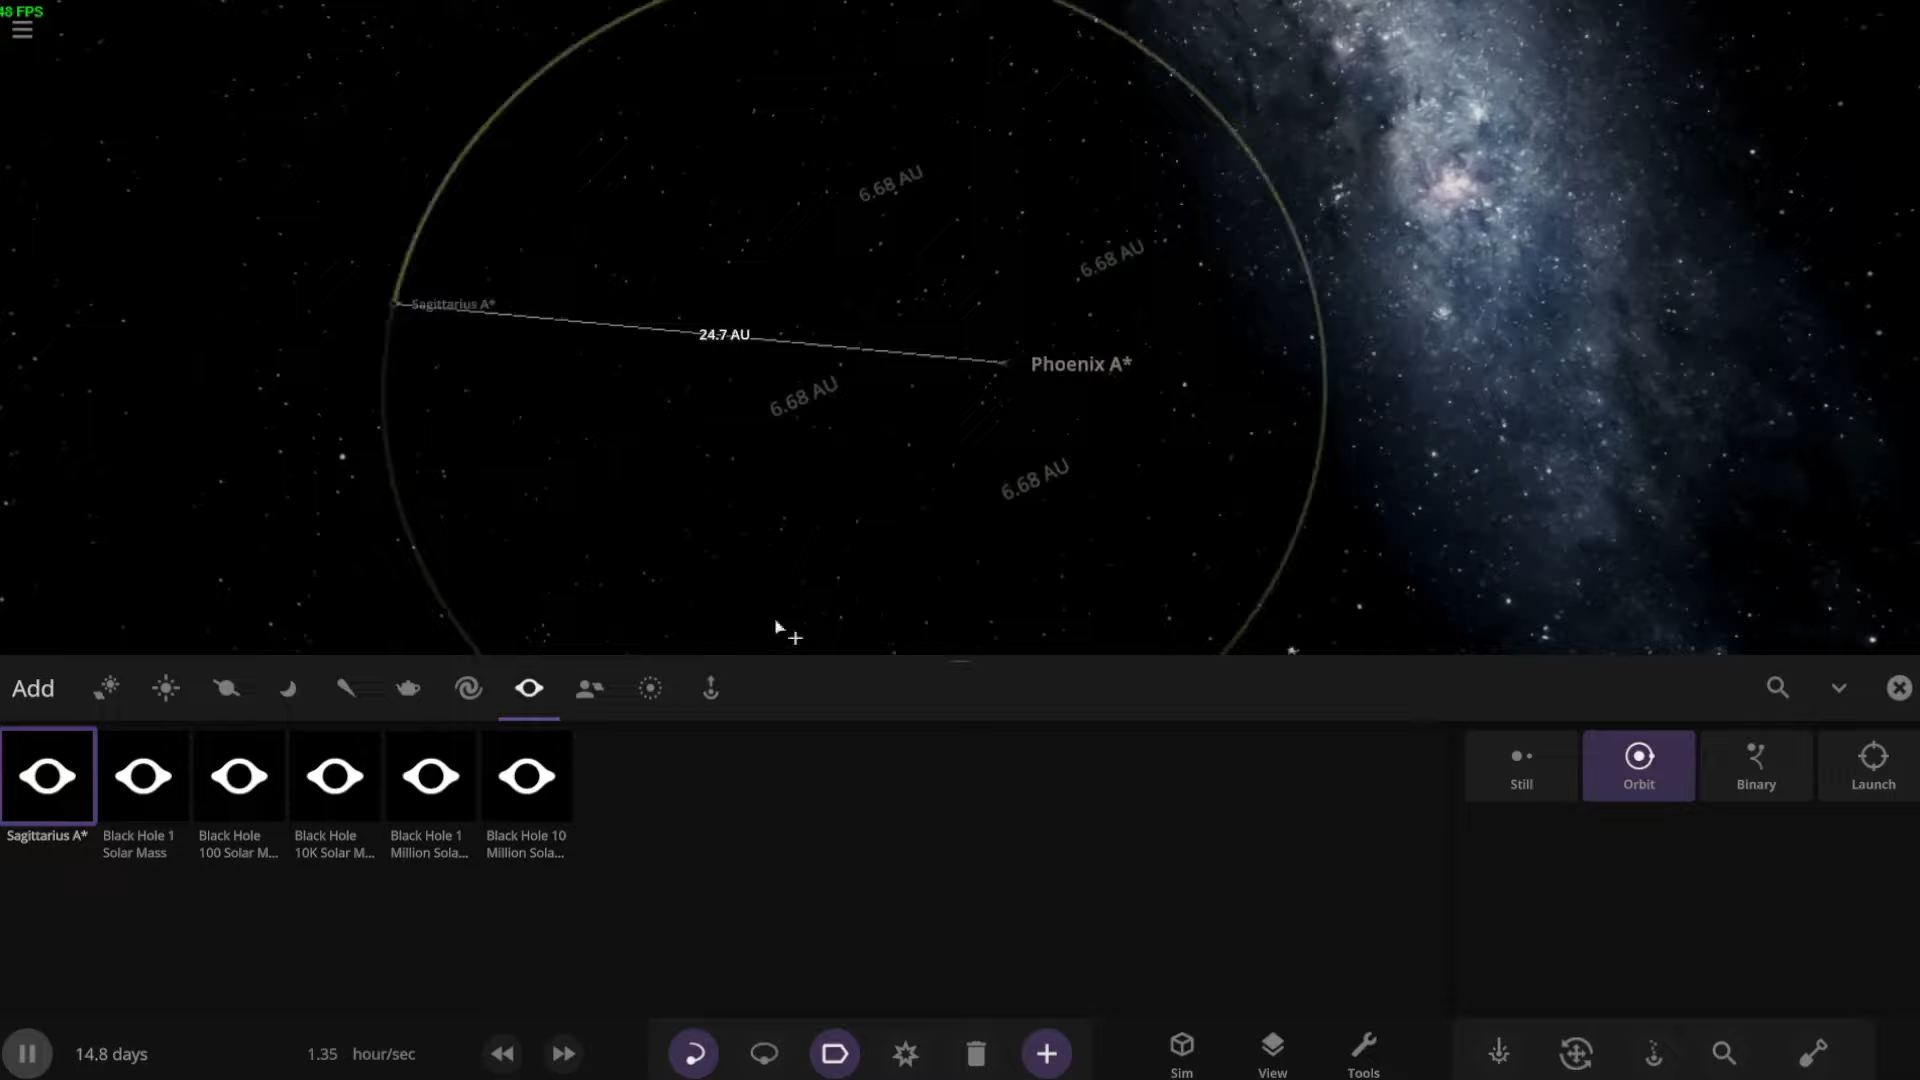 48 FPS
6.68 AU
6.68 AU
Sagittarius A*
24.7 AU
Phoenix A*
6.68 AU
6.68 AU
Add
Still
Orbit
Binary
Launch
Sagittarius A*
Black Hole 1
Solar Mass
Black Hole
100 Solar M...
Black Hole
10K Solar M...
Black Hole 1
Million Sola...
Black Hole 10
Million Sola...
14.8 days
1.35 hour/sec
Sim
View
Tools